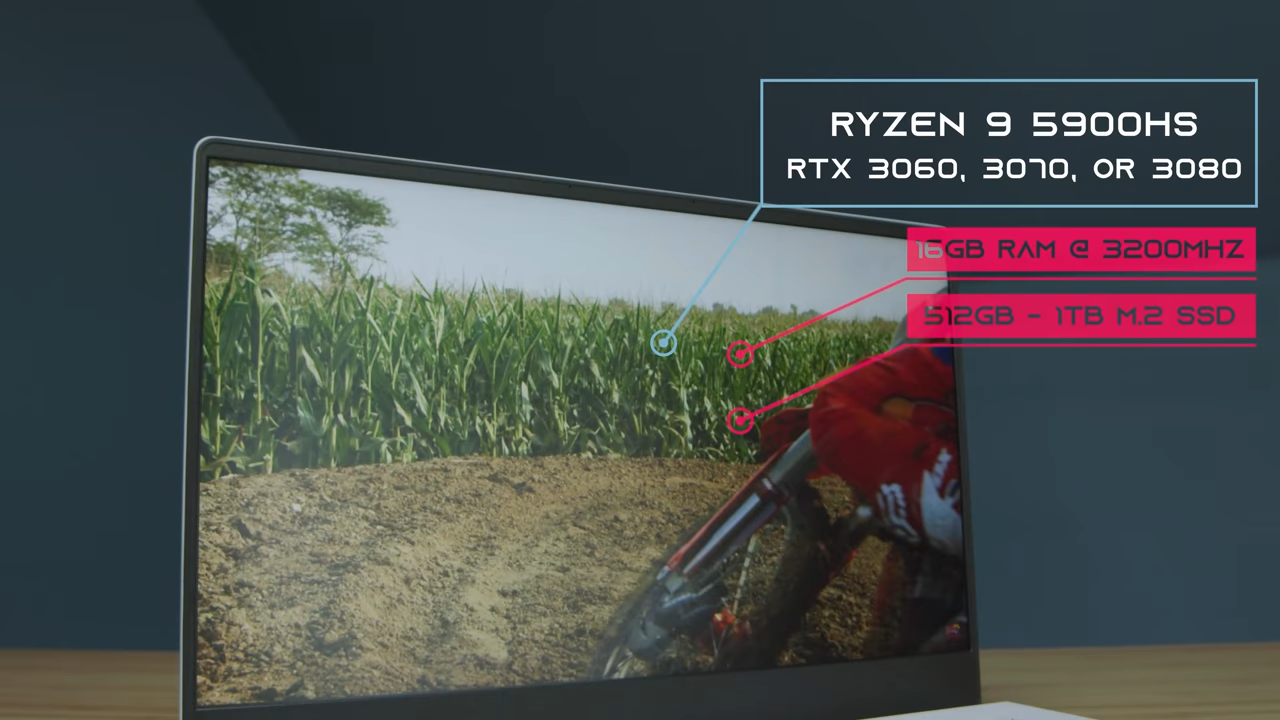 RYZEN 9 5900HS
RTX 3060, 3070, OR 3080
16GB RAM @ 3200MHZ
512GB - 1TB M.2 SSD